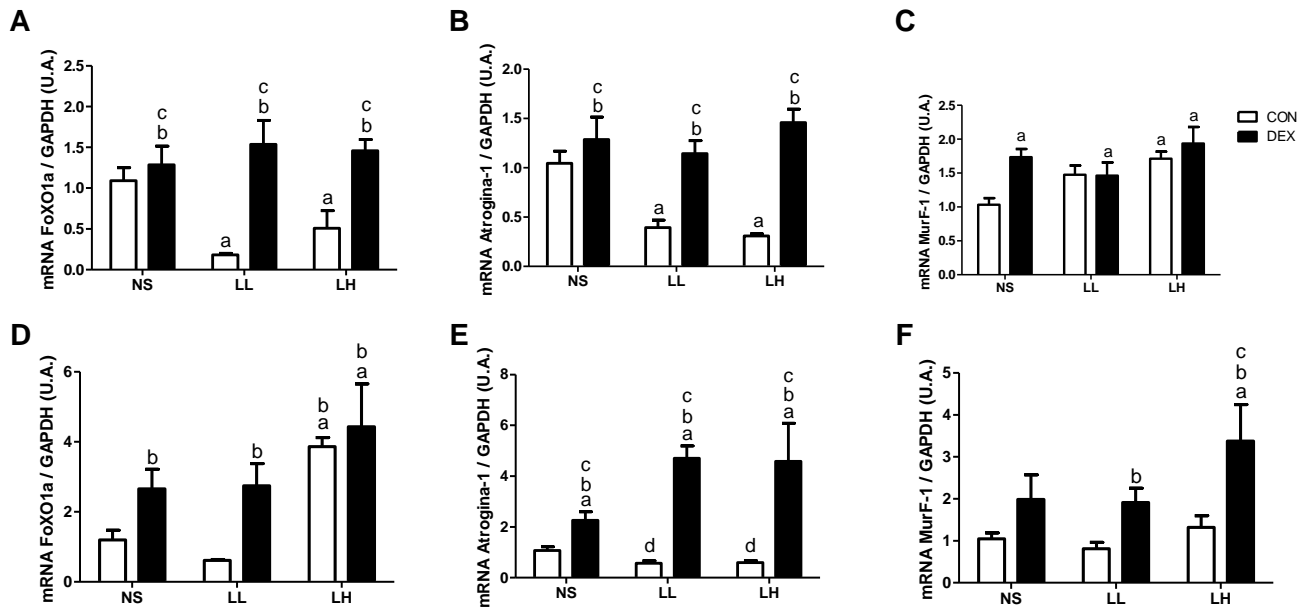 A
mRNA FoXO1a / GAPDH (U.A.)
2.5
2.0
1.5
1.0
0.5
0.0
c
b
a
c
b
a
c
b
NS
LL
LH
B
mRNA Atrogina-1 / GAPDH (U.A.)
2.0
1.5
1.0
0.5
0.0
c
b
a
c
b
a
c
b
NS
LL
LH
C
mRNA MurF-1 / GAPDH (U.A.)
2.5
2.0
1.5
1.0
0.5
a
a
a
a
NS
LL
LH
CON
DEX
D
mRNA FoXO1a / GAPDH (U.A.)
6
4
2
0
b
b
b
a
b
a
NS
LL
LH
E
mRNA Atrogina-1 / GAPDH (U.A.)
8
6
4
2
0
c
b
a
d
c
b
a
d
c
b
a
NS
LL
LH
F
mRNA MurF-1 / GAPDH (U.A.)
5
4
3
2
1
0
b
c
b
a
NS
LL
LH